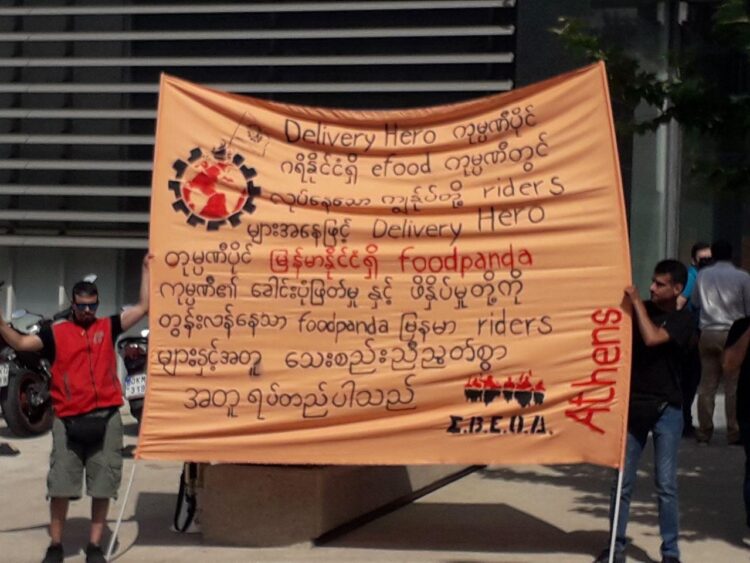 Delivery Hero ကုမ္ပဏီပိုင်
ဂရိနိုင်ငံရှိ efood ကုမ္ပဏီတွင်
လုပ်နေသော ကျွန်ုပ်တို့ riders
များအနေဖြင့် Delivery Hero
တုမ္ပဏီပိုင် မြန်မာနိုင်ငံရှိ foodpanda
ကုမ္ပဏီ၏ ခေါင်းပုံဖြတ်မှု နှင့် ဖိနှိပ်မှုတို့ကို
တွန်းလန်နေသော foodpanda မြနမာ riders
များနှင့်အတူ သေးစည်းညီညွတ်စွာ
အတူ ရပ်တည်ပါသည်
Σ.Β.Ε.Ο.Δ.
Athens